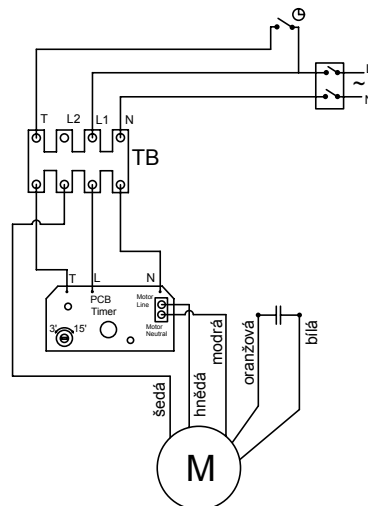 L
~
N
T L2 L1 N
TB
T L N
PCB
Timer
Motor
Line
3' 15'
Motor
Neutral
šedá
hnědá
modrá
oranžová
bílá
M